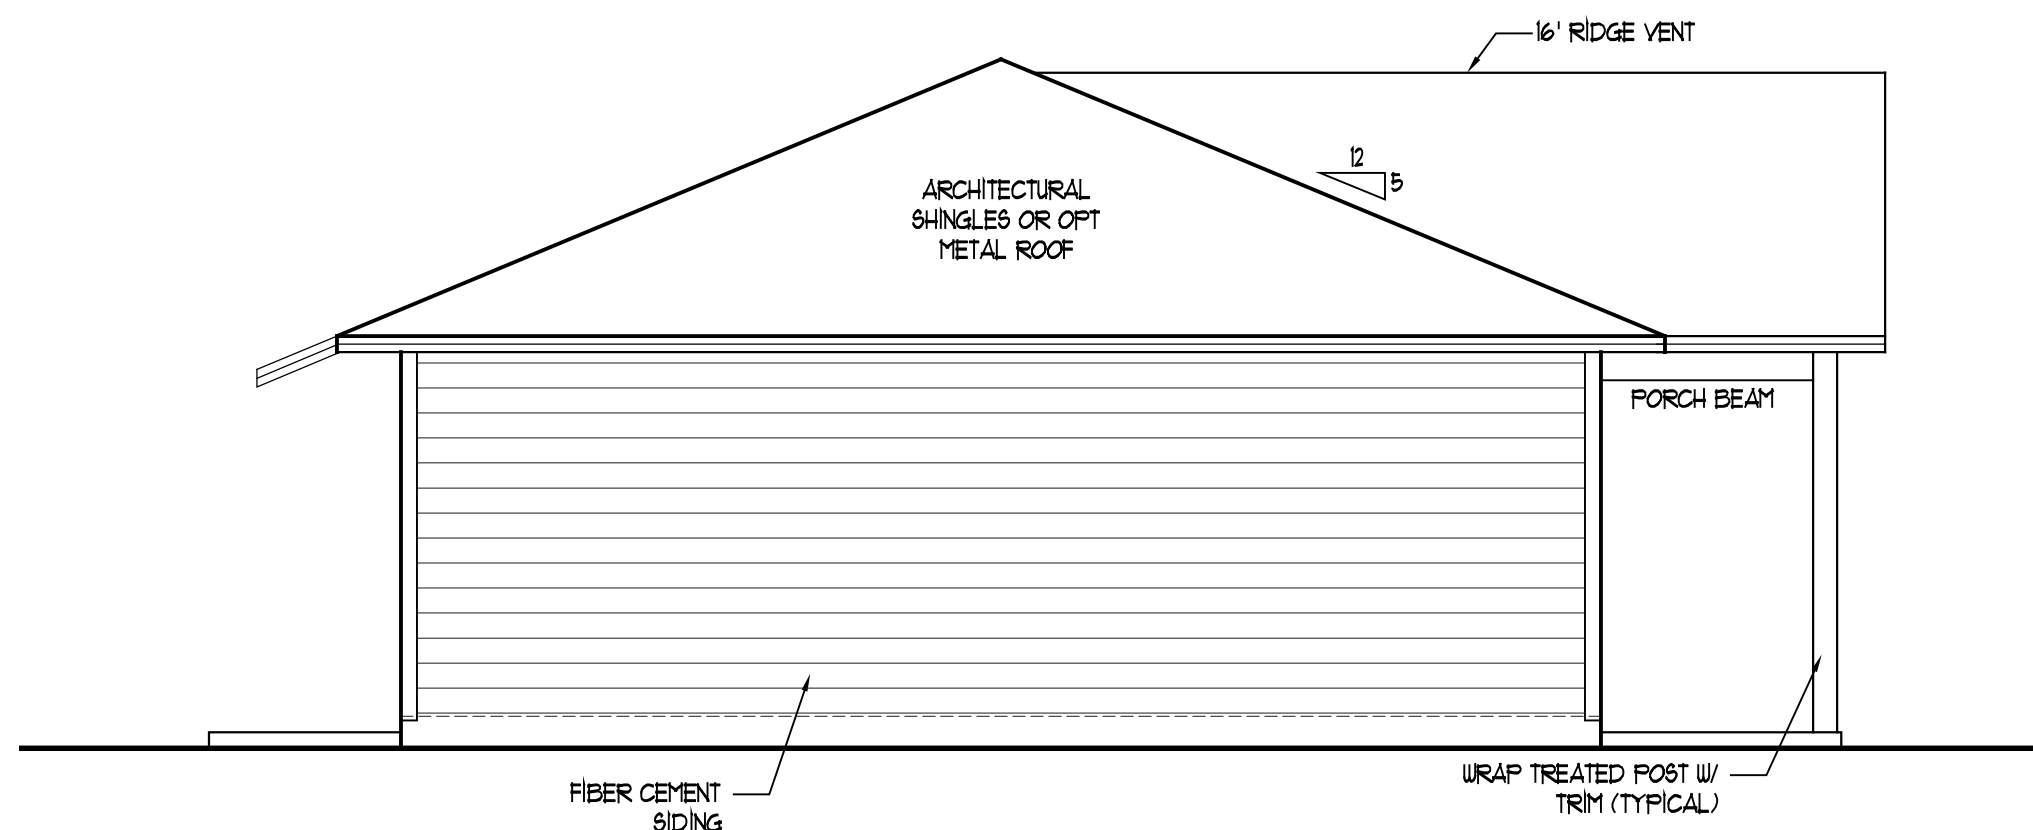 16' RIDGE VENT
12
5
ARCHITECTURAL
SHINGLES OR OPT
METAL ROOF
PORCH BEAM
WRAP TREATED POST W/
TRIM (TYPICAL)
FIBER CEMENT
SIDING